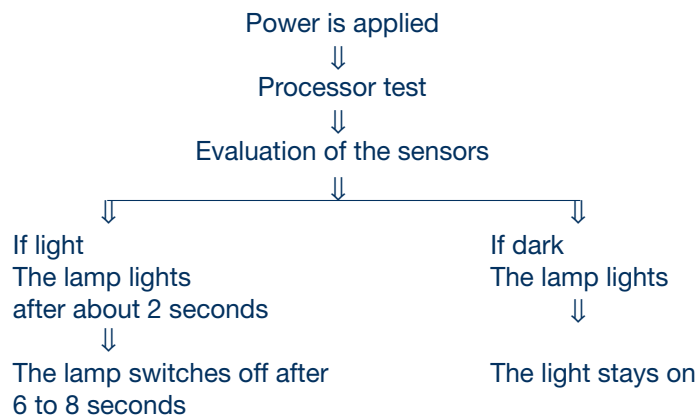 Power is applied
⇓
Processor test
⇓
Evaluation of the sensors
⇓
⇓ ⇓
If light
The lamp lights
after about 2 seconds
⇓
The lamp switches off after
6 to 8 seconds
If dark
The lamp lights
⇓
The light stays on